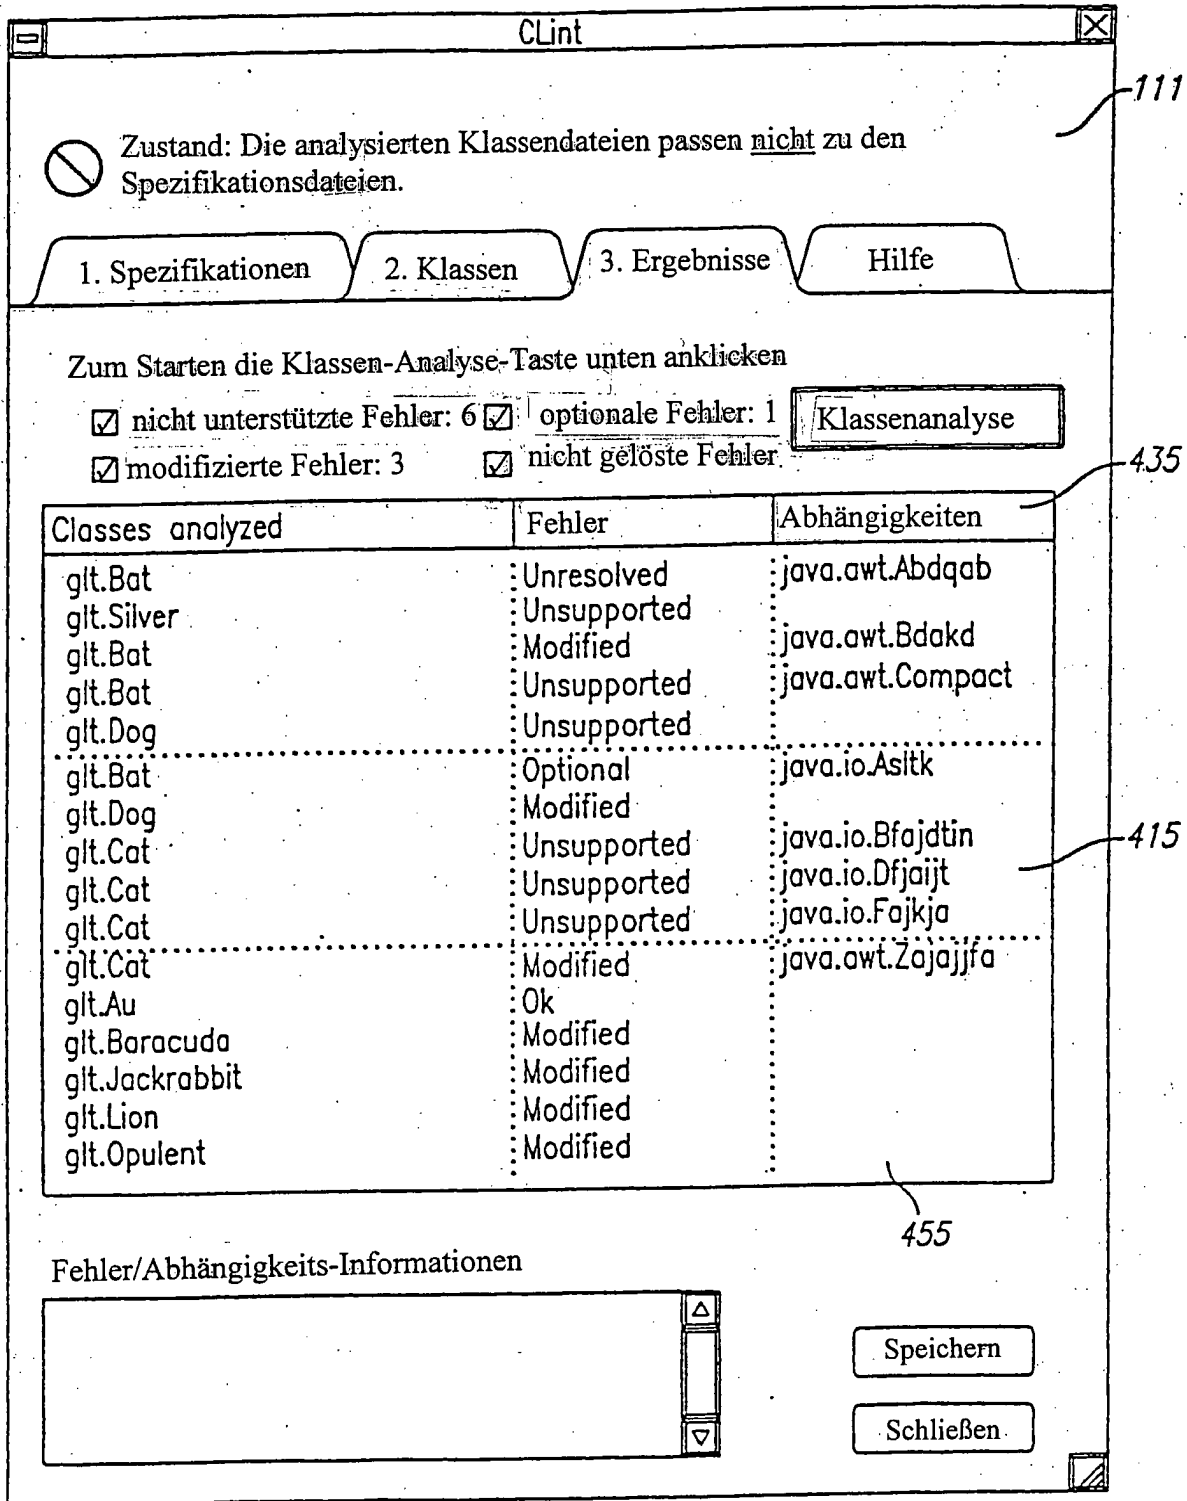 CLint
111
Zustand: Die analysierten Klassendateien passen nicht zu den
Spezifikationsdateien.
1. Spezifikationen 2. Klassen 3. Ergebnisse Hilfe
Zum Starten die Klassen-Analyse-Taste unten anklicken
nicht unterstützte Fehler: 6 optionale Fehler: 1 Klassenanalyse
modifizierte Fehler: 3 nicht gelöste Fehler
435
Classes analyzed Fehler Abhängigkeiten
glt.Bat Unresolved java.awt.Abdqab
glt.Silver Unsupported
glt.Bat Modified java.awt.Bdakd
glt.Bat Unsupported java.awt.Compact
glt.Dog Unsupported
glt.Bat Optional java.io.Asltk
glt.Dog Modified
glt.Cat Unsupported java.io.Bfajdtin
415
glt.Cat Unsupported java.io.Dfjaijt
glt.Cat Unsupported java.io.Fajkja
glt.Cat Modified java.awt.Zajajjfa
glt.Au Ok
glt.Baracuda Modified
glt.Jackrabbit Modified
glt.Lion Modified
glt.Opulent Modified
455
Fehler/Abhängigkeits-Informationen
Speichern
Schließen